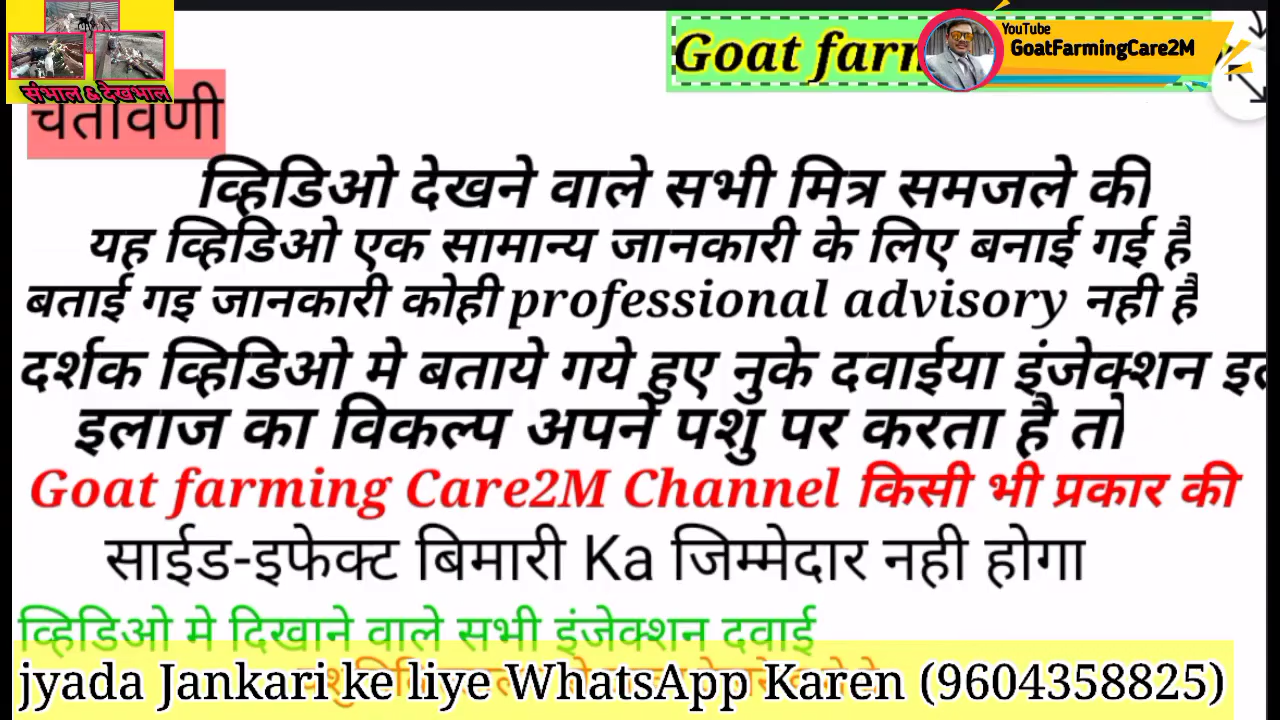 Goat farm
YouTube
GoatFarmingCare2M
संभाल & देखभाल
चेतावणी
व्हिडिओ देखने वाले सभी मित्र समजले की
यह व्हिडिओ एक सामान्य जानकारी के लिए बनाई गई है
बताई गइ जानकारी कोही professional advisory नही है
दर्शक व्हिडिओ मे बताये गये हुए नुके दवाईया इंजेक्शन
इलाज का विकल्प अपने पशु पर करता है तो
Goat farming Care2M Channel किसी भी प्रकार की
साईड-इफेक्ट बिमारी Ka जिम्मेदार नही होगा
व्हिडिओ मे दिखाने वाले सभी इंजेक्शन दवाई
jyada Jankari ke liye WhatsApp Karen (9604358825)